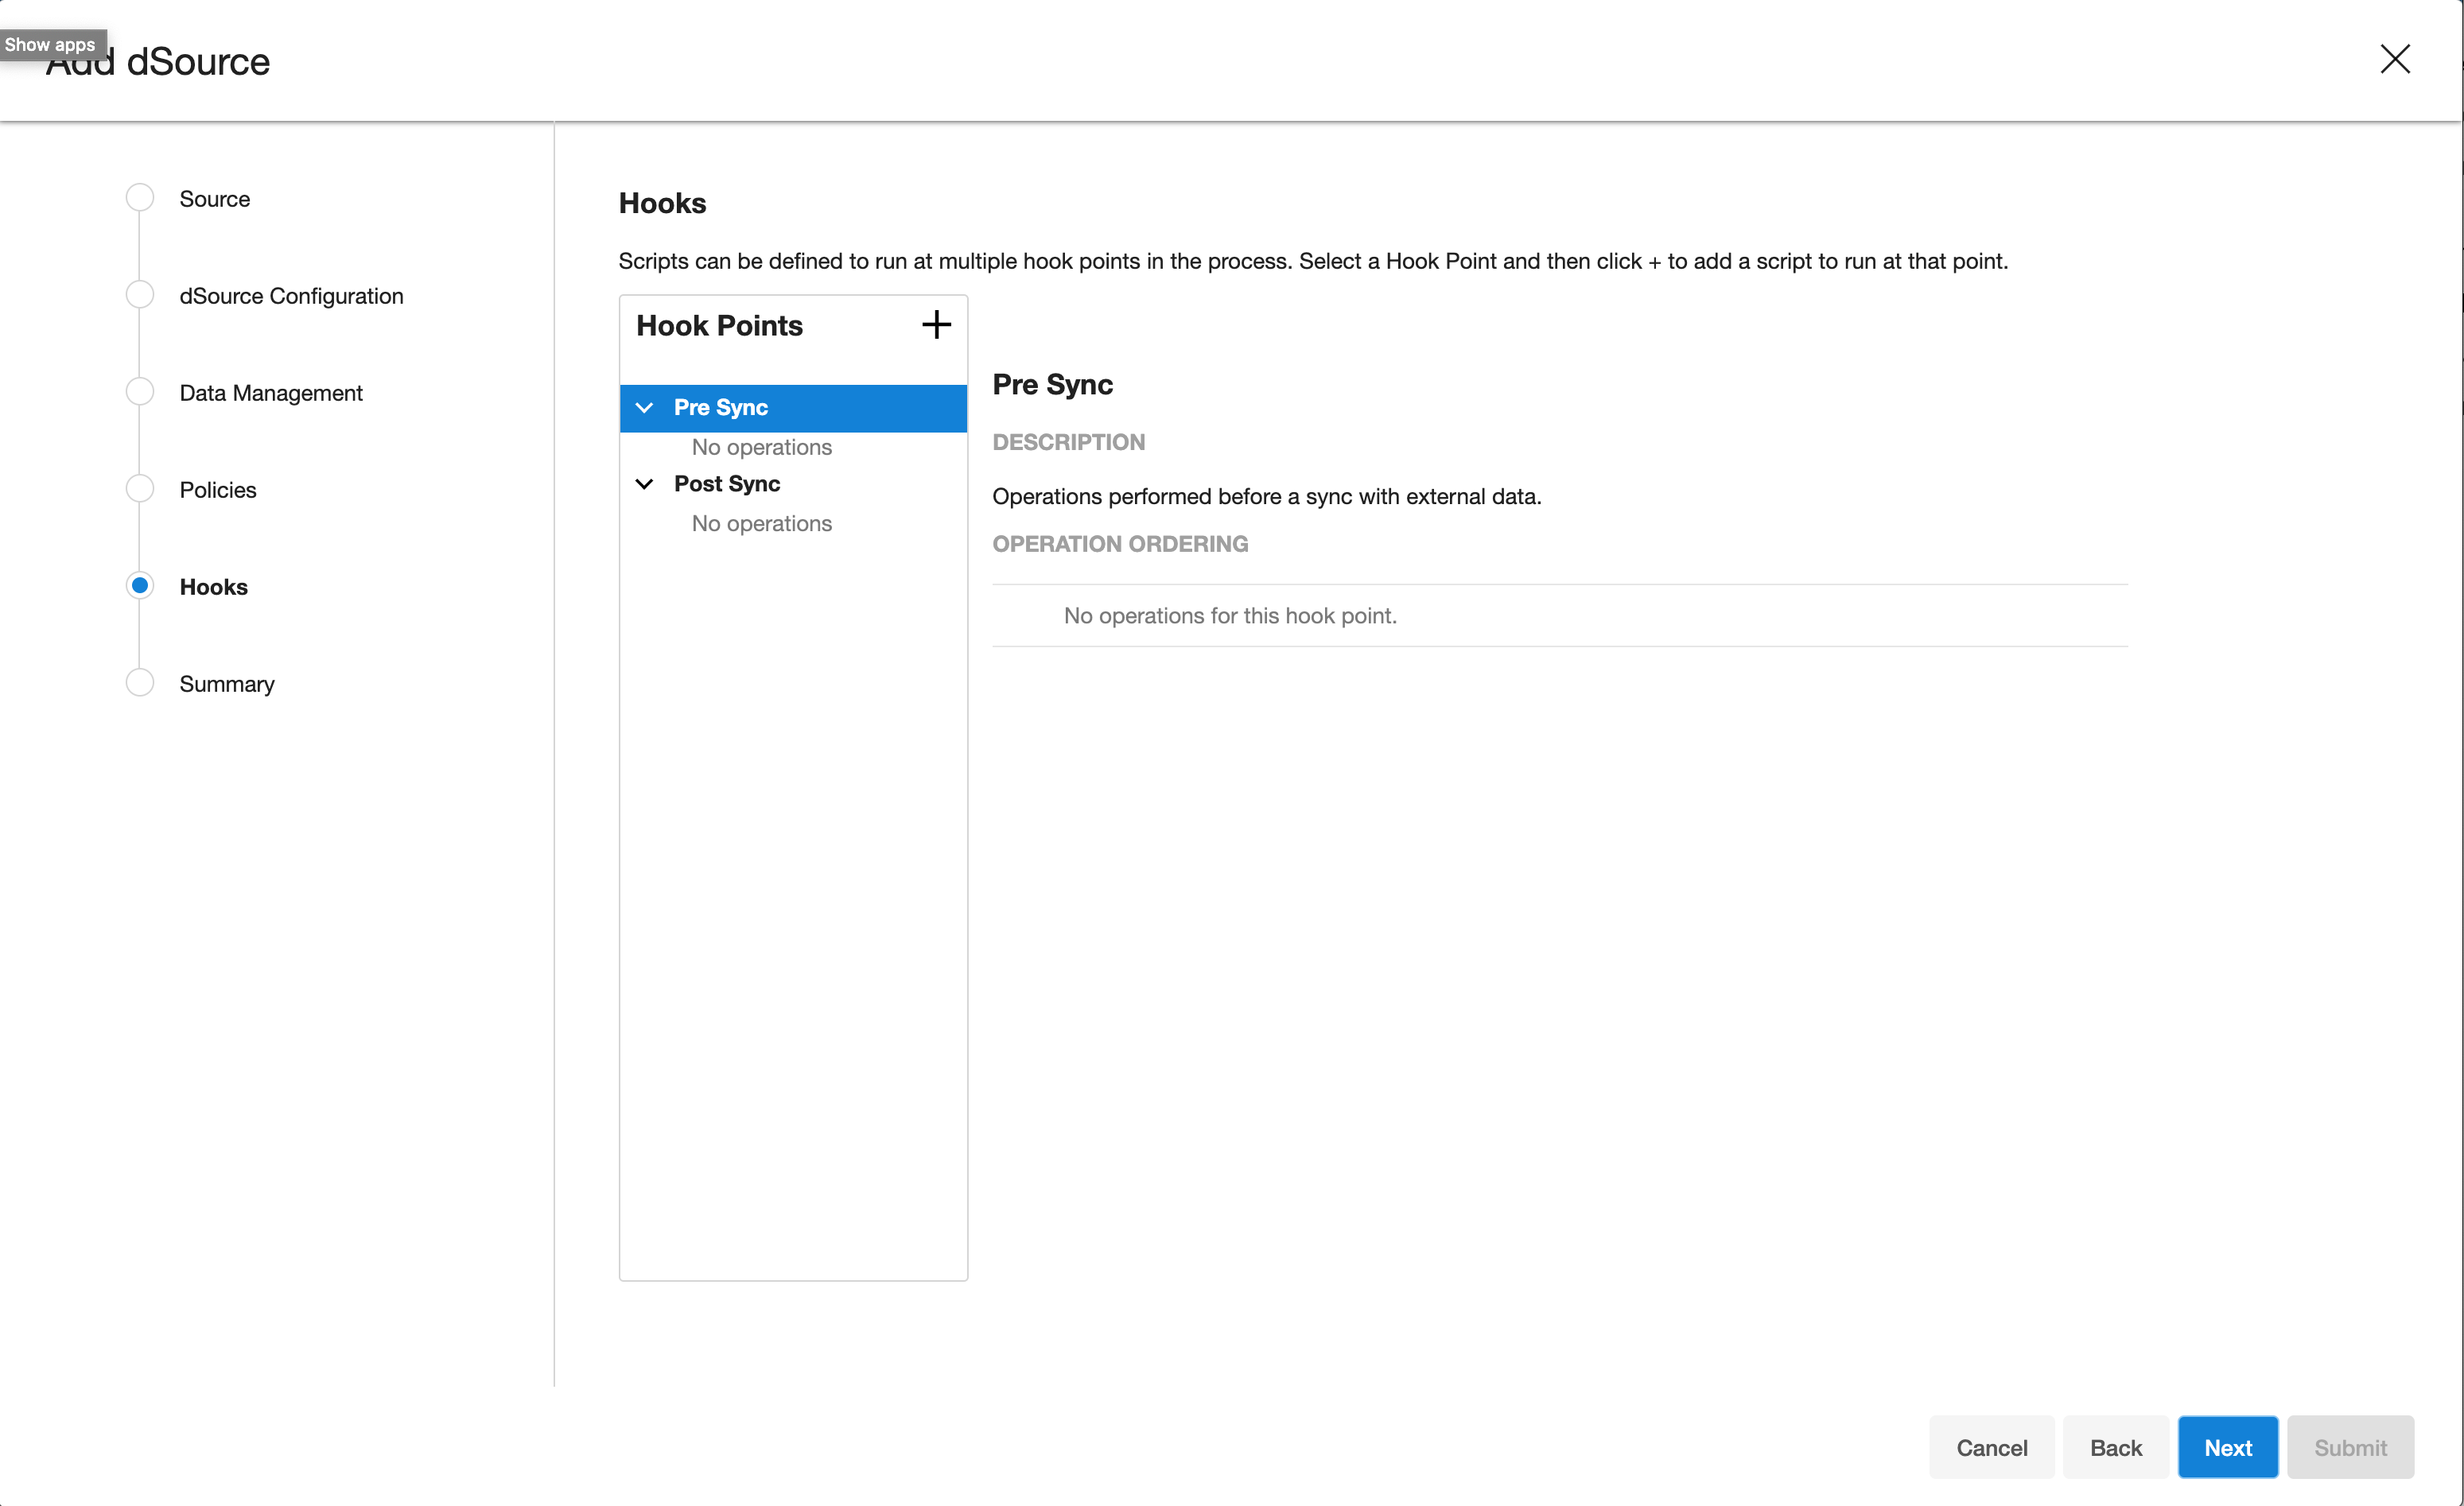 Show apps
Add dSource
Source
dSource Configuration
Data Management
Policies
Hooks
Summary
Hooks
Scripts can be defined to run at multiple hook points in the process. Select a Hook Point and then click + to add a script to run at that point.
Hook Points
Pre Sync
No operations
Post Sync
No operations
Pre Sync
DESCRIPTION
Operations performed before a sync with external data.
OPERATION ORDERING
No operations for this hook point.
Cancel
Back
Next
Submit